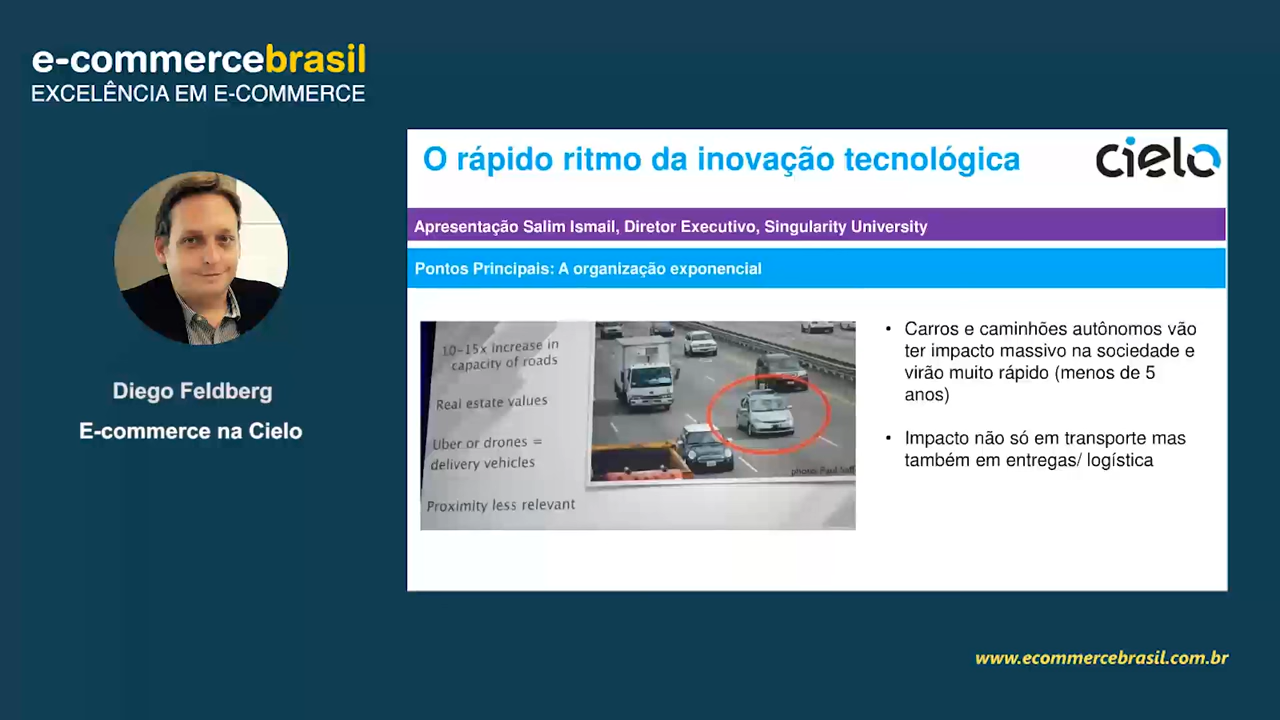 e-commercebrasil
EXCELÊNCIA EM E-COMMERCE
Diego Feldberg
E-commerce na Cielo
O rápido ritmo da inovação tecnológica
cielo
Apresentação Salim Ismail, Diretor Executivo, Singularity University
Pontos Principais: A organização exponencial
10-15x increase in
capacity of roads
Real estate values
Uber or drones =
delivery vehicles
Proximity less relevant
photo: Paul
• Carros e caminhões autônomos vão
ter impacto massivo na sociedade e
virão muito rápido (menos de 5
anos)
• Impacto não só em transporte mas
também em entregas/ logística
www.ecommercebrasil.com.br